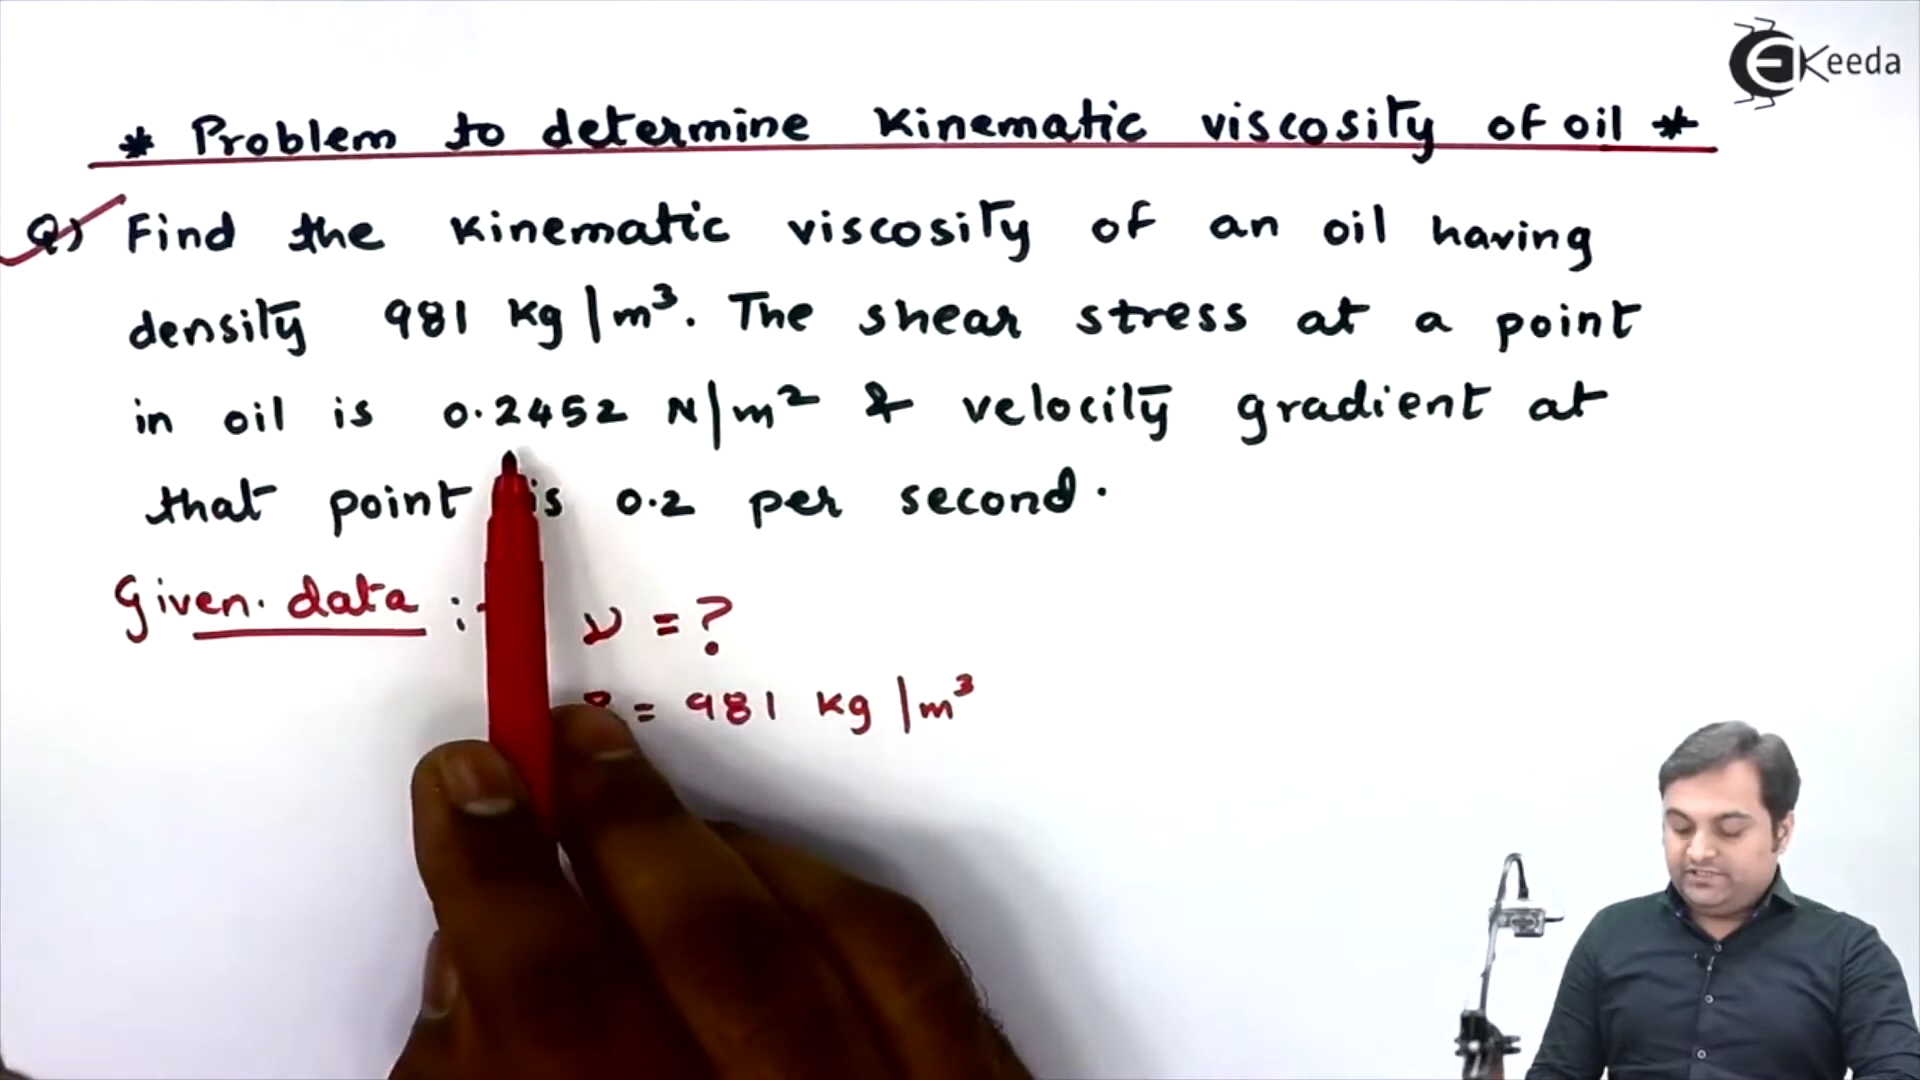 EKeeda
* Problem to determine kinematic viscosity of oil *
Q) Find the kinematic viscosity of an oil having
density 981 kg/m³. The shear stress at a point
in oil is 0.2452 N/m² & velocity gradient at
that point is 0.2 per second.
Given data :
ν = ?
= 981 kg/m³